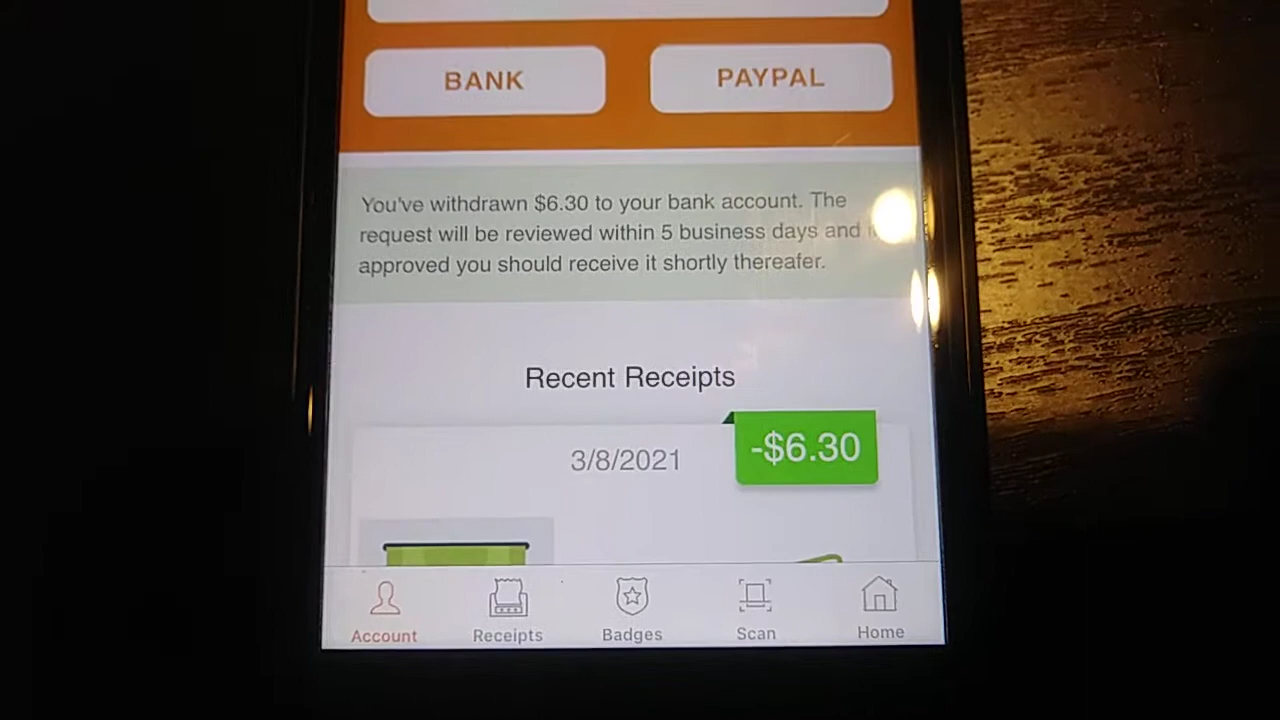 BANK
PAYPAL
You've withdrawn $6.30 to your bank account. The
request will be reviewed within 5 business days and
approved you should receive it shortly thereafer.
Recent Receipts
3/8/2021
-$6.30
Account
Receipts
Badges
Scan
Home